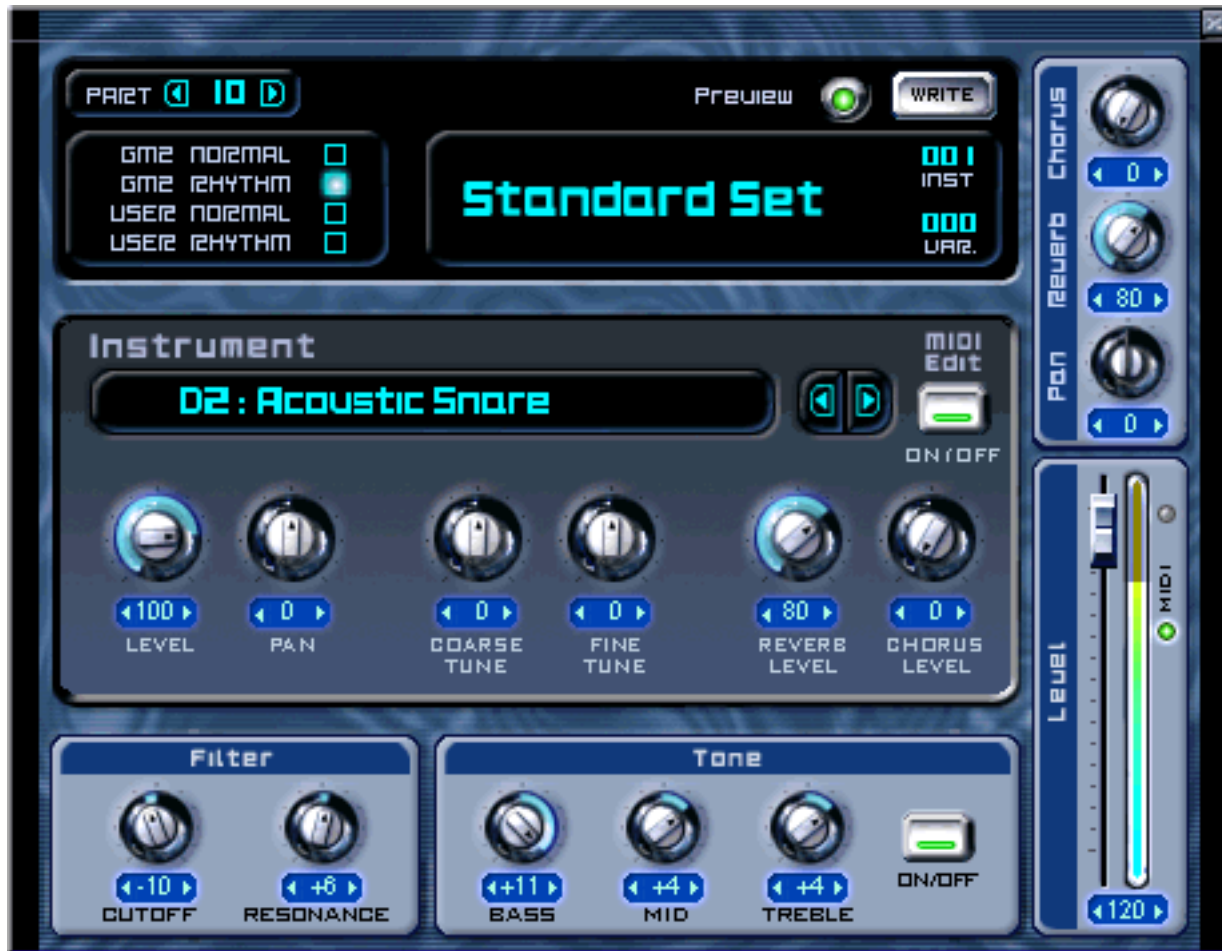 PART 10
Preview
WRITE
GM2 NORMAL
GM2 RHYTHM
USER NORMAL
USER RHYTHM
Standard Set
001
INST
000
VAR.
Chorus
0
Reverb
80
Pan
0
Instrument
MIDI
Edit
D2 : Acoustic Snare
ON/OFF
100
LEVEL
0
PAN
0
COARSE
TUNE
0
FINE
TUNE
80
REVERB
LEVEL
0
CHORUS
LEVEL
Level
MIDI
120
Filter
-10
CUTOFF
+6
RESONANCE
Tone
+11
BASS
+4
MID
+4
TREBLE
ON/OFF